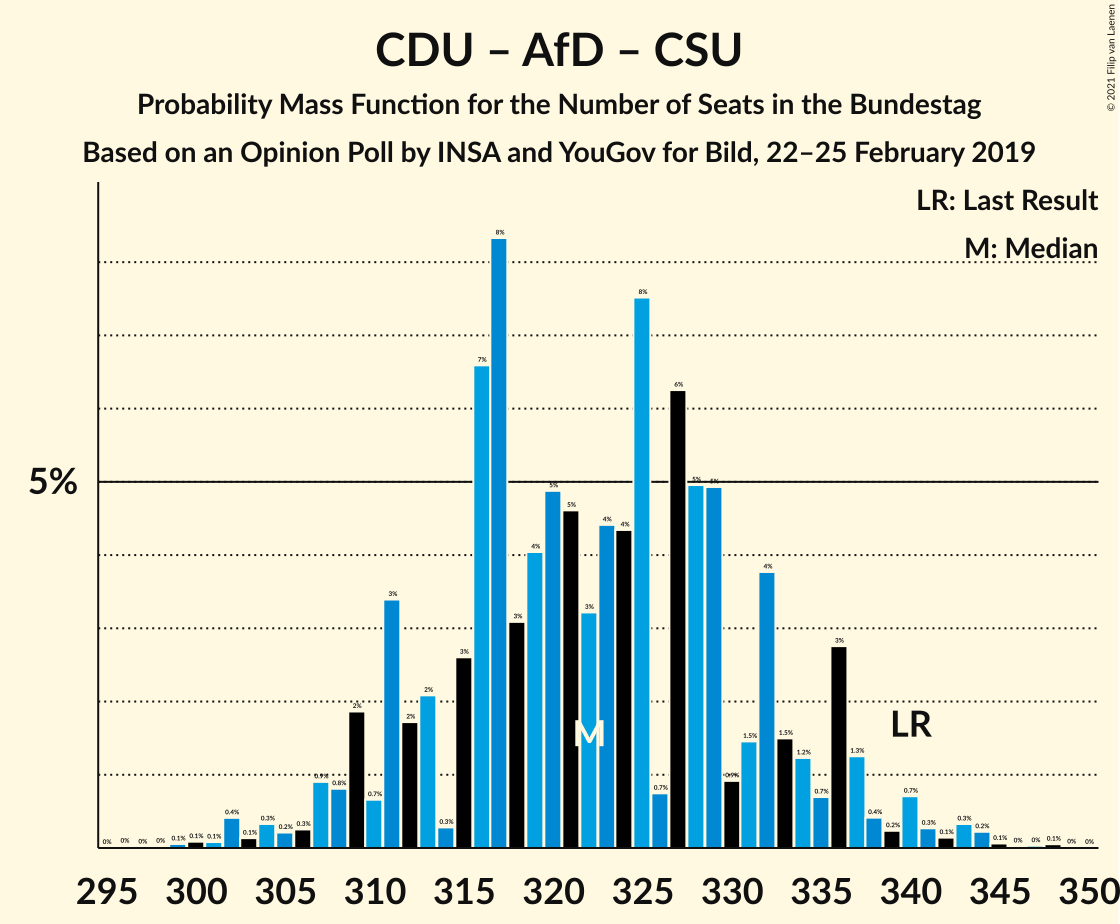 CDU – AfD – CSU
Probability Mass Function for the Number of Seats in the Bundestag
Based on an Opinion Poll by INSA and YouGov for Bild, 22–25 February 2019
© 2021 Filip van Laenen
LR: Last Result
M: Median
5%
0% 0% 0% 0% 0.1% 0.1% 0.1% 0.4% 0.1% 0.3% 0.2% 0.3% 0.9% 0.8% 2% 0.7% 3% 2% 2% 0.3% 3% 7% 8% 3% 4% 5% 5% 3% 4% 4% 8% 0.7% 6% 5% 5% 0.9% 1.5% 4% 1.5% 1.2% 0.7% 3% 1.3% 0.4% 0.2% 0.7% 0.3% 0.1% 0.3% 0.2% 0.1% 0% 0% 0.1% 0% 0%
M
LR
295 300 305 310 315 320 325 330 335 340 345 350